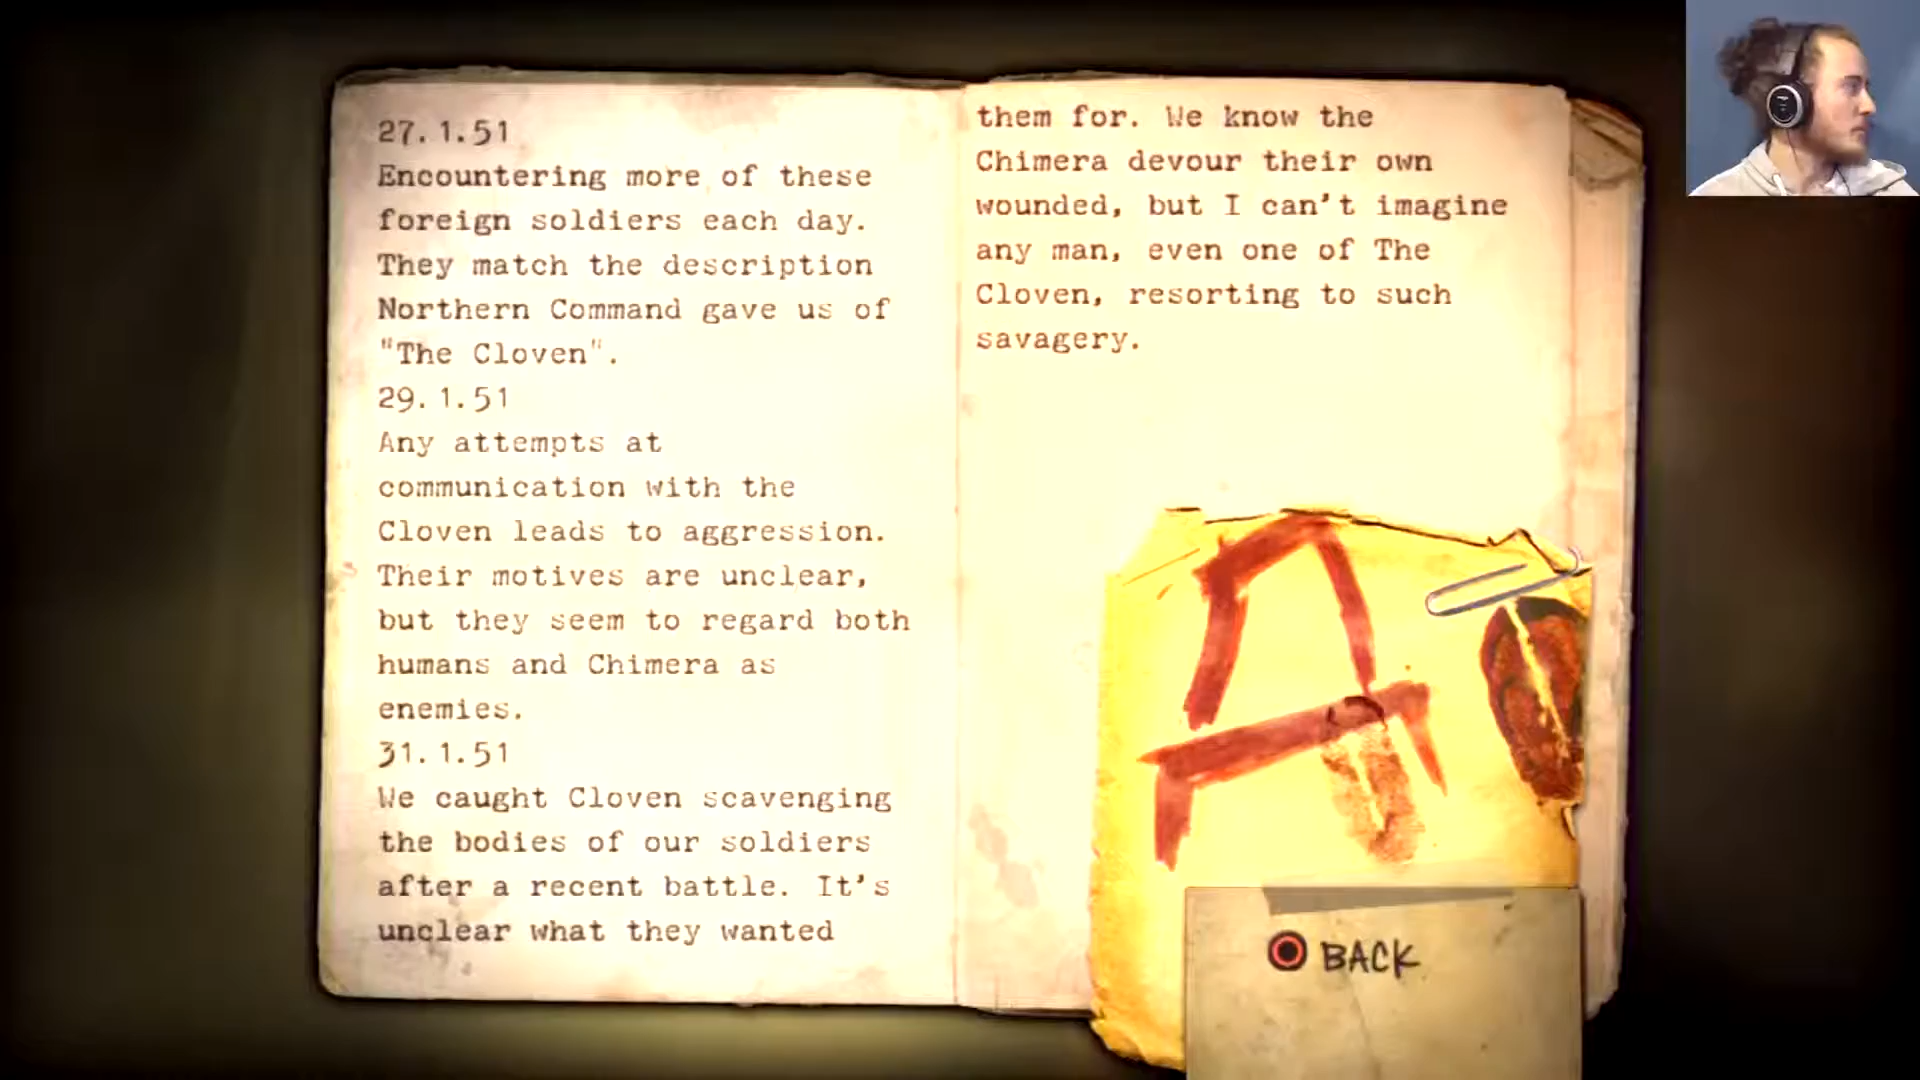 27.1.51
Encountering more of these
foreign soldiers each day.
They match the description
Northern Command gave us of
"The Cloven".
29.1.51
Any attempts at
communication with the
Cloven leads to aggression.
Their motives are unclear,
but they seem to regard both
humans and Chimera as
enemies.
31.1.51
We caught Cloven scavenging
the bodies of our soldiers
after a recent battle. It's
unclear what they wanted
them for. We know the
Chimera devour their own
wounded, but I can't imagine
any man, even one of The
Cloven, resorting to such
savagery.
BACK